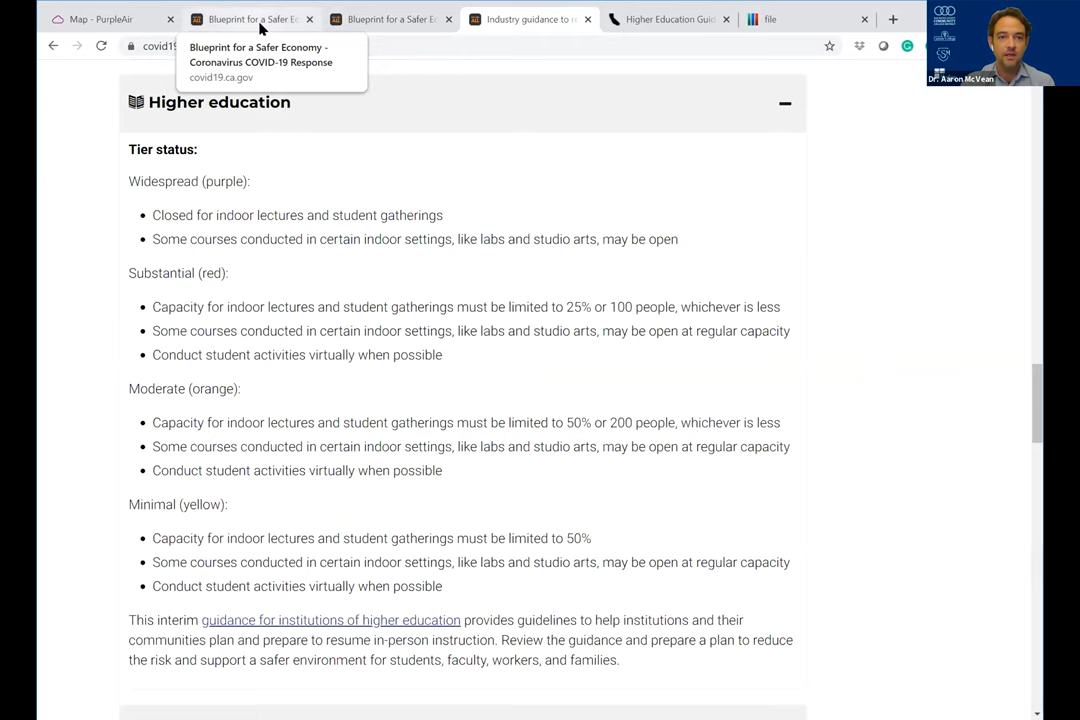 Map - PurpleAir
Blueprint for a Safer Ec
Blueprint for a Safer Ec
Industry guidance to re
Higher Education Guid
file
covid19
Blueprint for a Safer Economy -
Coronavirus COVID-19 Response
covid19.ca.gov
Dr. Aaron McVean
Higher education
Tier status:
Widespread (purple):
• Closed for indoor lectures and student gatherings
• Some courses conducted in certain indoor settings, like labs and studio arts, may be open
Substantial (red):
• Capacity for indoor lectures and student gatherings must be limited to 25% or 100 people, whichever is less
• Some courses conducted in certain indoor settings, like labs and studio arts, may be open at regular capacity
• Conduct student activities virtually when possible
Moderate (orange):
• Capacity for indoor lectures and student gatherings must be limited to 50% or 200 people, whichever is less
• Some courses conducted in certain indoor settings, like labs and studio arts, may be open at regular capacity
• Conduct student activities virtually when possible
Minimal (yellow):
• Capacity for indoor lectures and student gatherings must be limited to 50%
• Some courses conducted in certain indoor settings, like labs and studio arts, may be open at regular capacity
• Conduct student activities virtually when possible
This interim guidance for institutions of higher education provides guidelines to help institutions and their
communities plan and prepare to resume in-person instruction. Review the guidance and prepare a plan to reduce
the risk and support a safer environment for students, faculty, workers, and families.